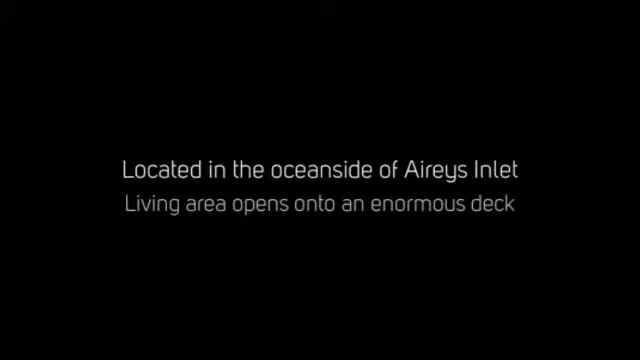 Located in the oceanside of Aireys Inlet
Living area opens onto an enormous deck